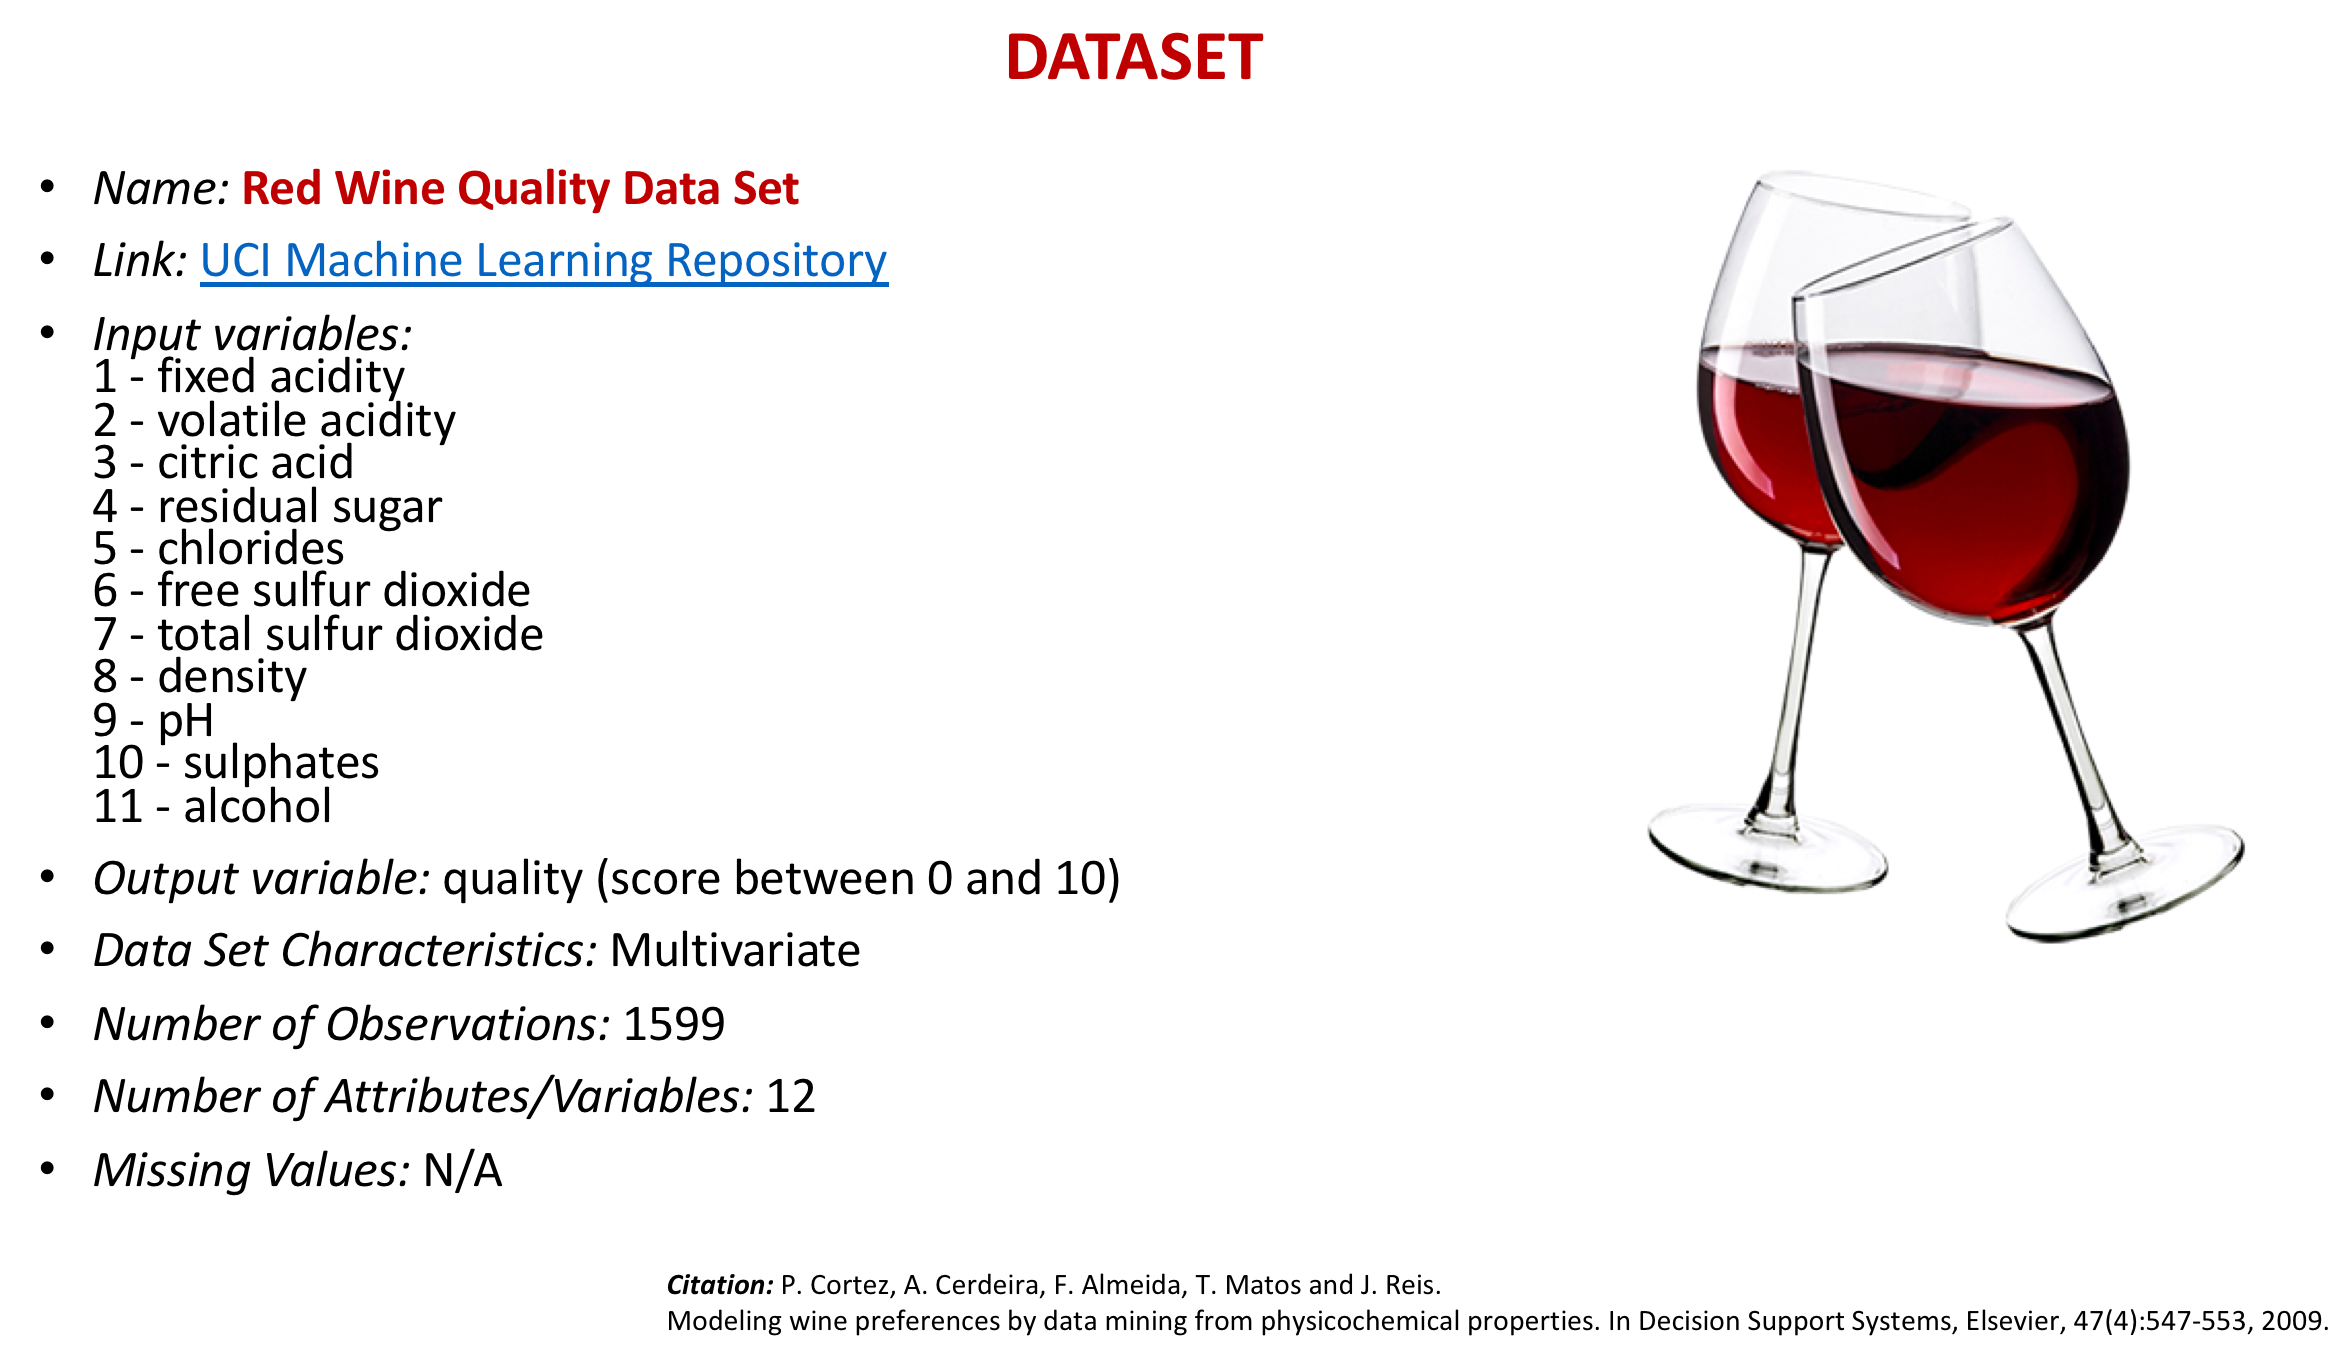 DATASET
• Name: Red Wine Quality Data Set
• Link: UCI Machine Learning Repository
• Input variables:
1 - fixed acidity
2 - volatile acidity
3 - citric acid
4 - residual sugar
5 - chlorides
6 - free sulfur dioxide
7 - total sulfur dioxide
8 - density
9 - pH
10 - sulphates
11 - alcohol
• Output variable: quality (score between 0 and 10)
• Data Set Characteristics: Multivariate
• Number of Observations: 1599
• Number of Attributes/Variables: 12
• Missing Values: N/A
Citation: P. Cortez, A. Cerdeira, F. Almeida, T. Matos and J. Reis.
Modeling wine preferences by data mining from physicochemical properties. In Decision Support Systems, Elsevier, 47(4):547-553, 2009.